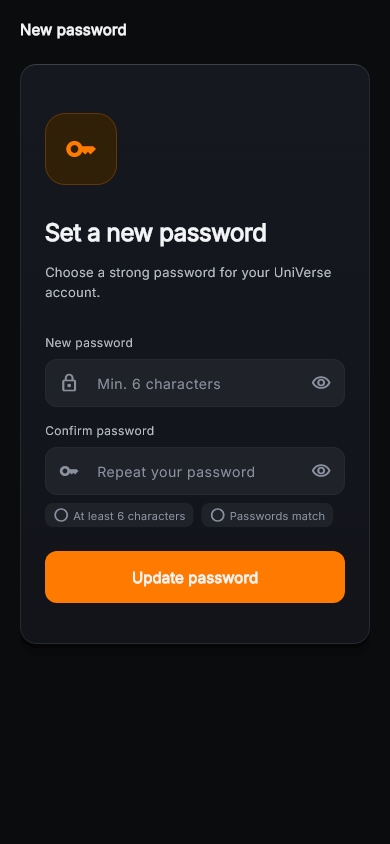 New password
Set a new password
Choose a strong password for your UniVerse
account.
New password
Min. 6 characters
Confirm password
Repeat your password
At least 6 characters
Passwords match
Update password